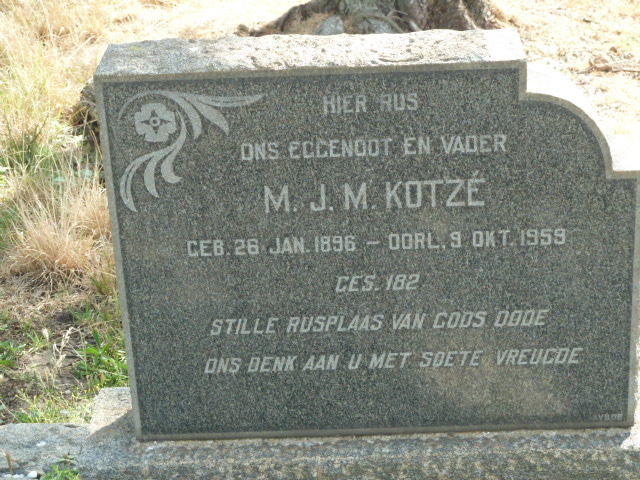 HIER RUS
ONS EGGENOOT EN VADER
M. J. M. KOTZÉ
GEB. 26 JAN. 1896 – OORL. 9 OKT. 1959
GES. 182
STILLE RUSPLAAS VAN GODS DODE
ONS DENK AAN U MET SOETE VREUGDE